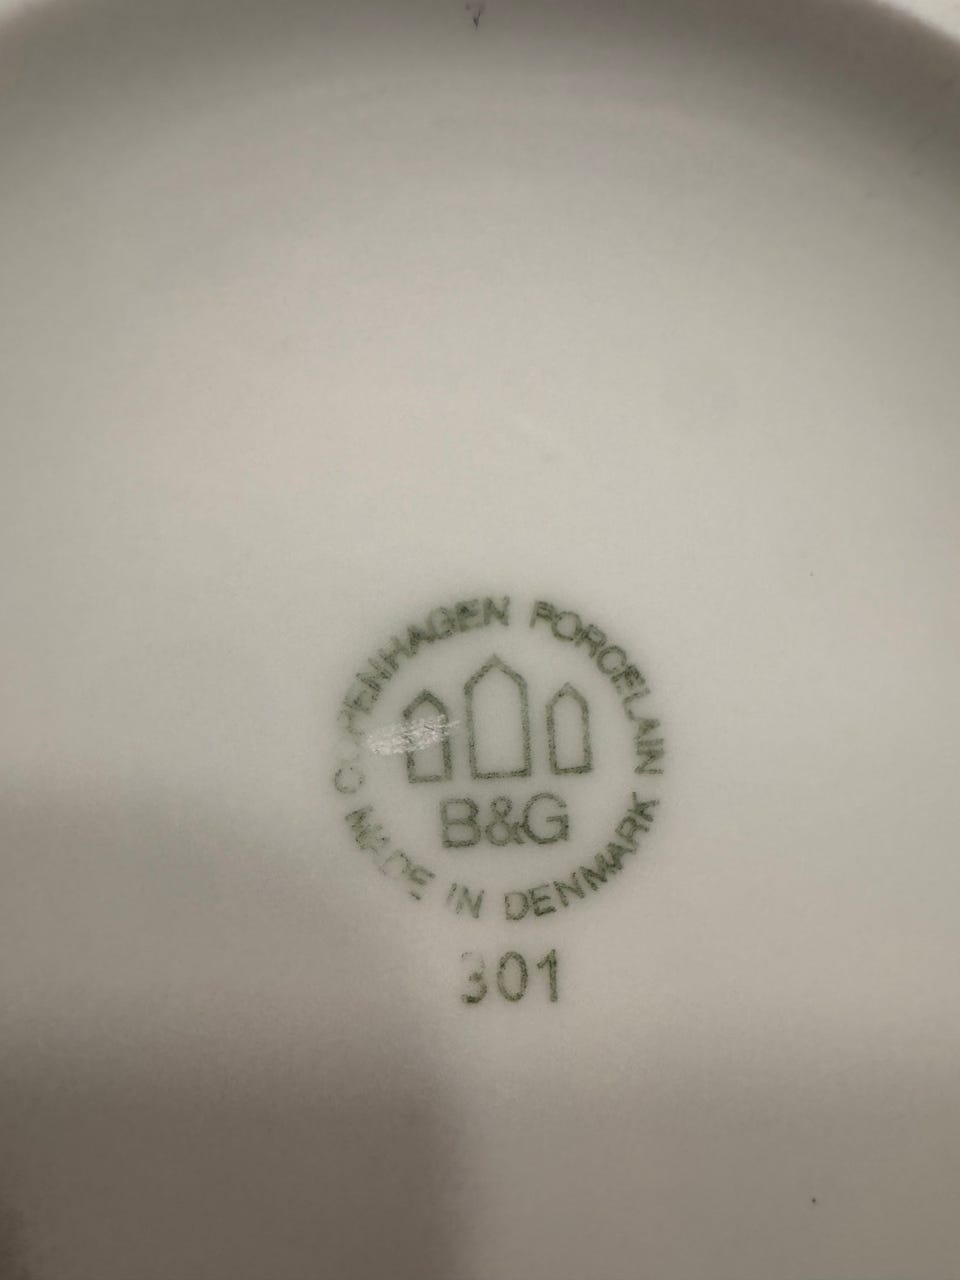 COPENHAGEN PORCELAIN
B&G
MADE IN DENMARK
301